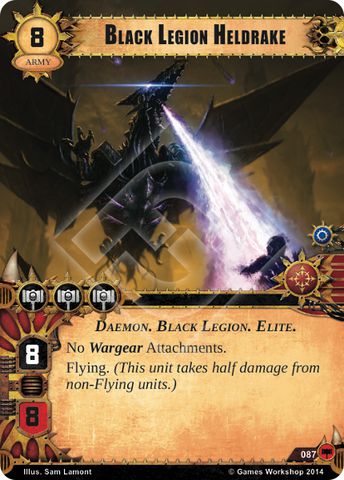 8
ARMY
BLACK LEGION HELDRAKE
DAEMON. BLACK LEGION. ELITE.
8
No Wargear Attachments.
Flying. (This unit takes half damage from
non-Flying units.)
8
087
Illus. Sam Lamont
© Games Workshop 2014